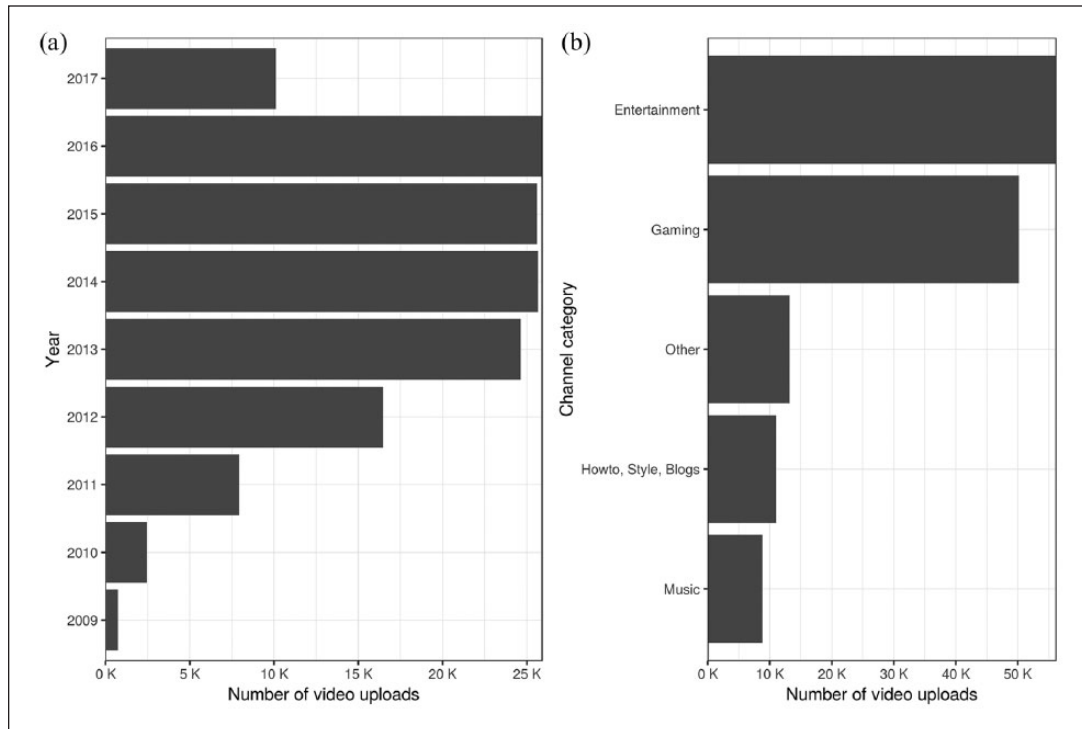 (a)
2017
2016
2015
2014
2013
2012
2011
2010
2009
Year
0 K 5 K 10 K 15 K 20 K 25 K
Number of video uploads
(b)
Entertainment
Gaming
Other
Howto, Style, Blogs
Music
Channel category
0 K 10 K 20 K 30 K 40 K 50 K
Number of video uploads